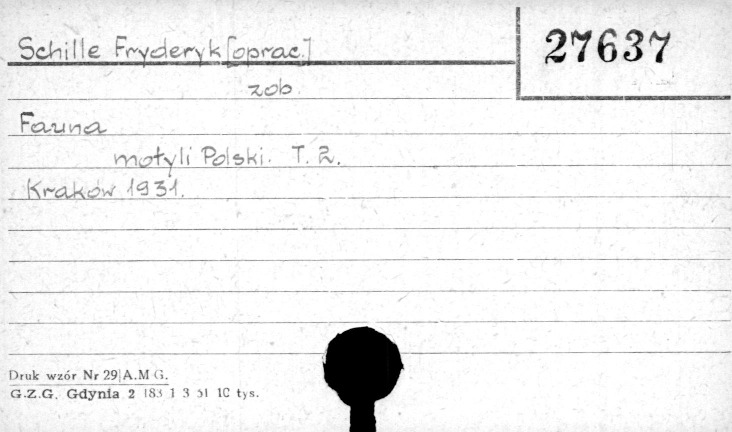 Schille Fryderyk [oprac.]
27637
zob.
Fauna
motyli Polski. T. 2.
Kraków 1931.
Druk wzór Nr 29|A.M.G.
G.Z.G. Gdynia 2 183 1 3 51 10 tys.